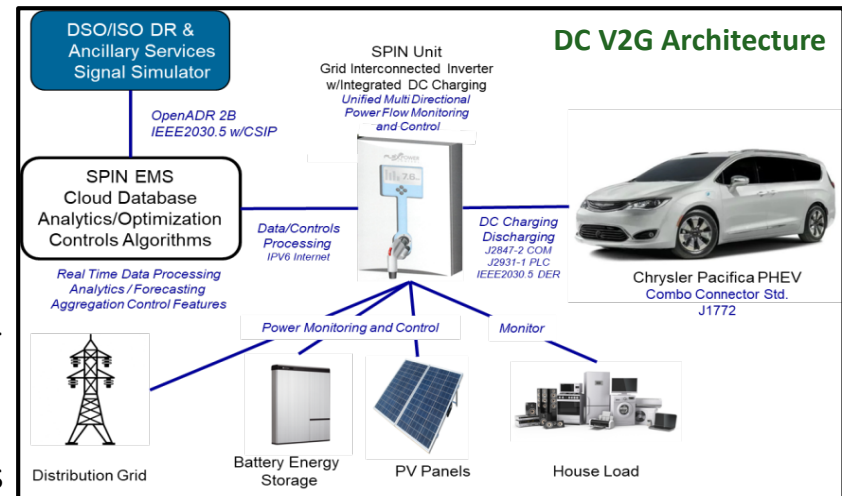 DC V2G Architecture
DSO/ISO DR &
Ancillary Services
Signal Simulator
SPIN Unit
Grid Interconnected Inverter
w/Integrated DC Charging
Unified Multi Directional
Power Flow Monitoring
and Control
OpenADR 2B
IEEE2030.5 w/CSIP
SPIN EMS
Cloud Database
Analytics/Optimization
Controls Algorithms
Data/Controls
Processing
IPV6 Internet
7.6
DC Charging
Discharging
J2847-2 COM
J2931-1 PLC
IEEE2030.5 DER
Chrysler Pacifica PHEV
Combo Connector Std.
J1772
Real Time Data Processing
Analytics / Forecasting
Aggregation Control Features
Power Monitoring and Control
Monitor
Distribution Grid
Battery Energy
Storage
PV Panels
House Load
s